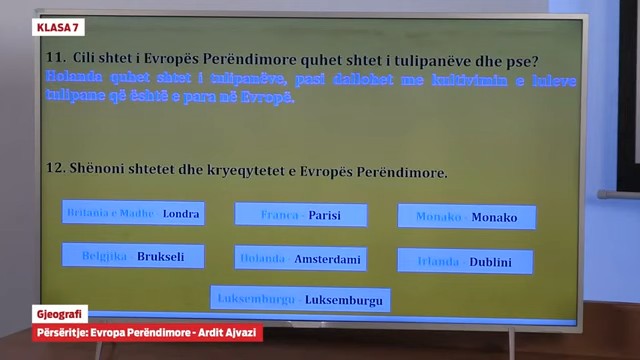 KLASA 7
11. Cili shtet i Evropës Perëndimore quhet shtet i tulipanëve dhe pse?
Holanda quhet shtet i tulipanëve, pasi dallohet me kultivimin e luleve
tulipane që është e para në Evropë.
12. Shënoni shtetet dhe kryeqytetet e Evropës Perëndimore.
Britania e Madhe - Londra
Franca - Parisi
Monako - Monako
Belgjika - Brukseli
Holanda - Amsterdami
Irlanda - Dublini
Luksemburgu - Luksemburgu
Gjeografi
Përsëritje: Evropa Perëndimore - Ardit Ajvazi